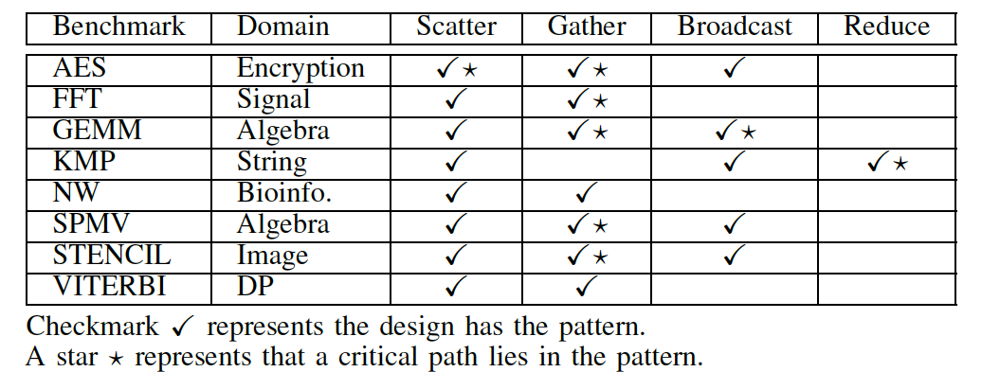 Benchmark Domain Scatter Gather Broadcast Reduce
AES Encryption ✓⋆ ✓⋆ ✓
FFT Signal ✓ ✓⋆
GEMM Algebra ✓ ✓⋆ ✓⋆
KMP String ✓ ✓ ✓⋆
NW Bioinfo. ✓ ✓
SPMV Algebra ✓ ✓⋆ ✓
STENCIL Image ✓ ✓⋆ ✓
VITERBI DP ✓ ✓
Checkmark ✓ represents the design has the pattern.
A star ⋆ represents that a critical path lies in the pattern.